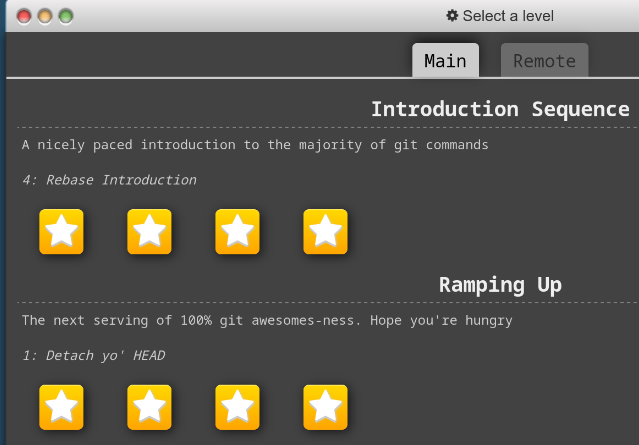 Select a level
Main
Remote
Introduction Sequence
A nicely paced introduction to the majority of git commands
4: Rebase Introduction
Ramping Up
The next serving of 100% git awesomes-ness. Hope you're hungry
1: Detach yo' HEAD